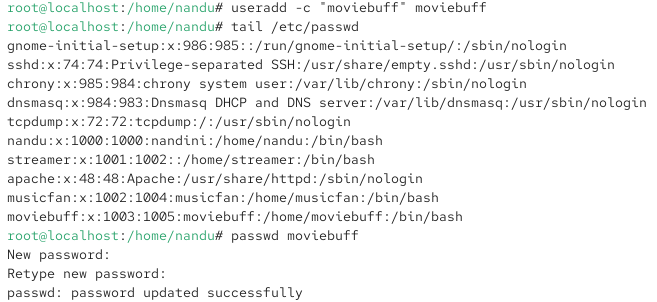 root@localhost:/home/nandu# useradd -c "moviebuff" moviebuff
root@localhost:/home/nandu# tail /etc/passwd
gnome-initial-setup:x:986:985::/run/gnome-initial-setup/:/sbin/nologin
sshd:x:74:74:Privilege-separated SSH:/usr/share/empty.sshd:/usr/sbin/nologin
chrony:x:985:984:chrony system user:/var/lib/chrony:/sbin/nologin
dnsmasq:x:984:983:Dnsmasq DHCP and DNS server:/var/lib/dnsmasq:/usr/sbin/nologin
tcpdump:x:72:72:tcpdump:/:/usr/sbin/nologin
nandu:x:1000:1000:nandini:/home/nandu:/bin/bash
streamer:x:1001:1002::/home/streamer:/bin/bash
apache:x:48:48:Apache:/usr/share/httpd:/sbin/nologin
musicfan:x:1002:1004:musicfan:/home/musicfan:/bin/bash
moviebuff:x:1003:1005:moviebuff:/home/moviebuff:/bin/bash
root@localhost:/home/nandu# passwd moviebuff
New password:
Retype new password:
passwd: password updated successfully